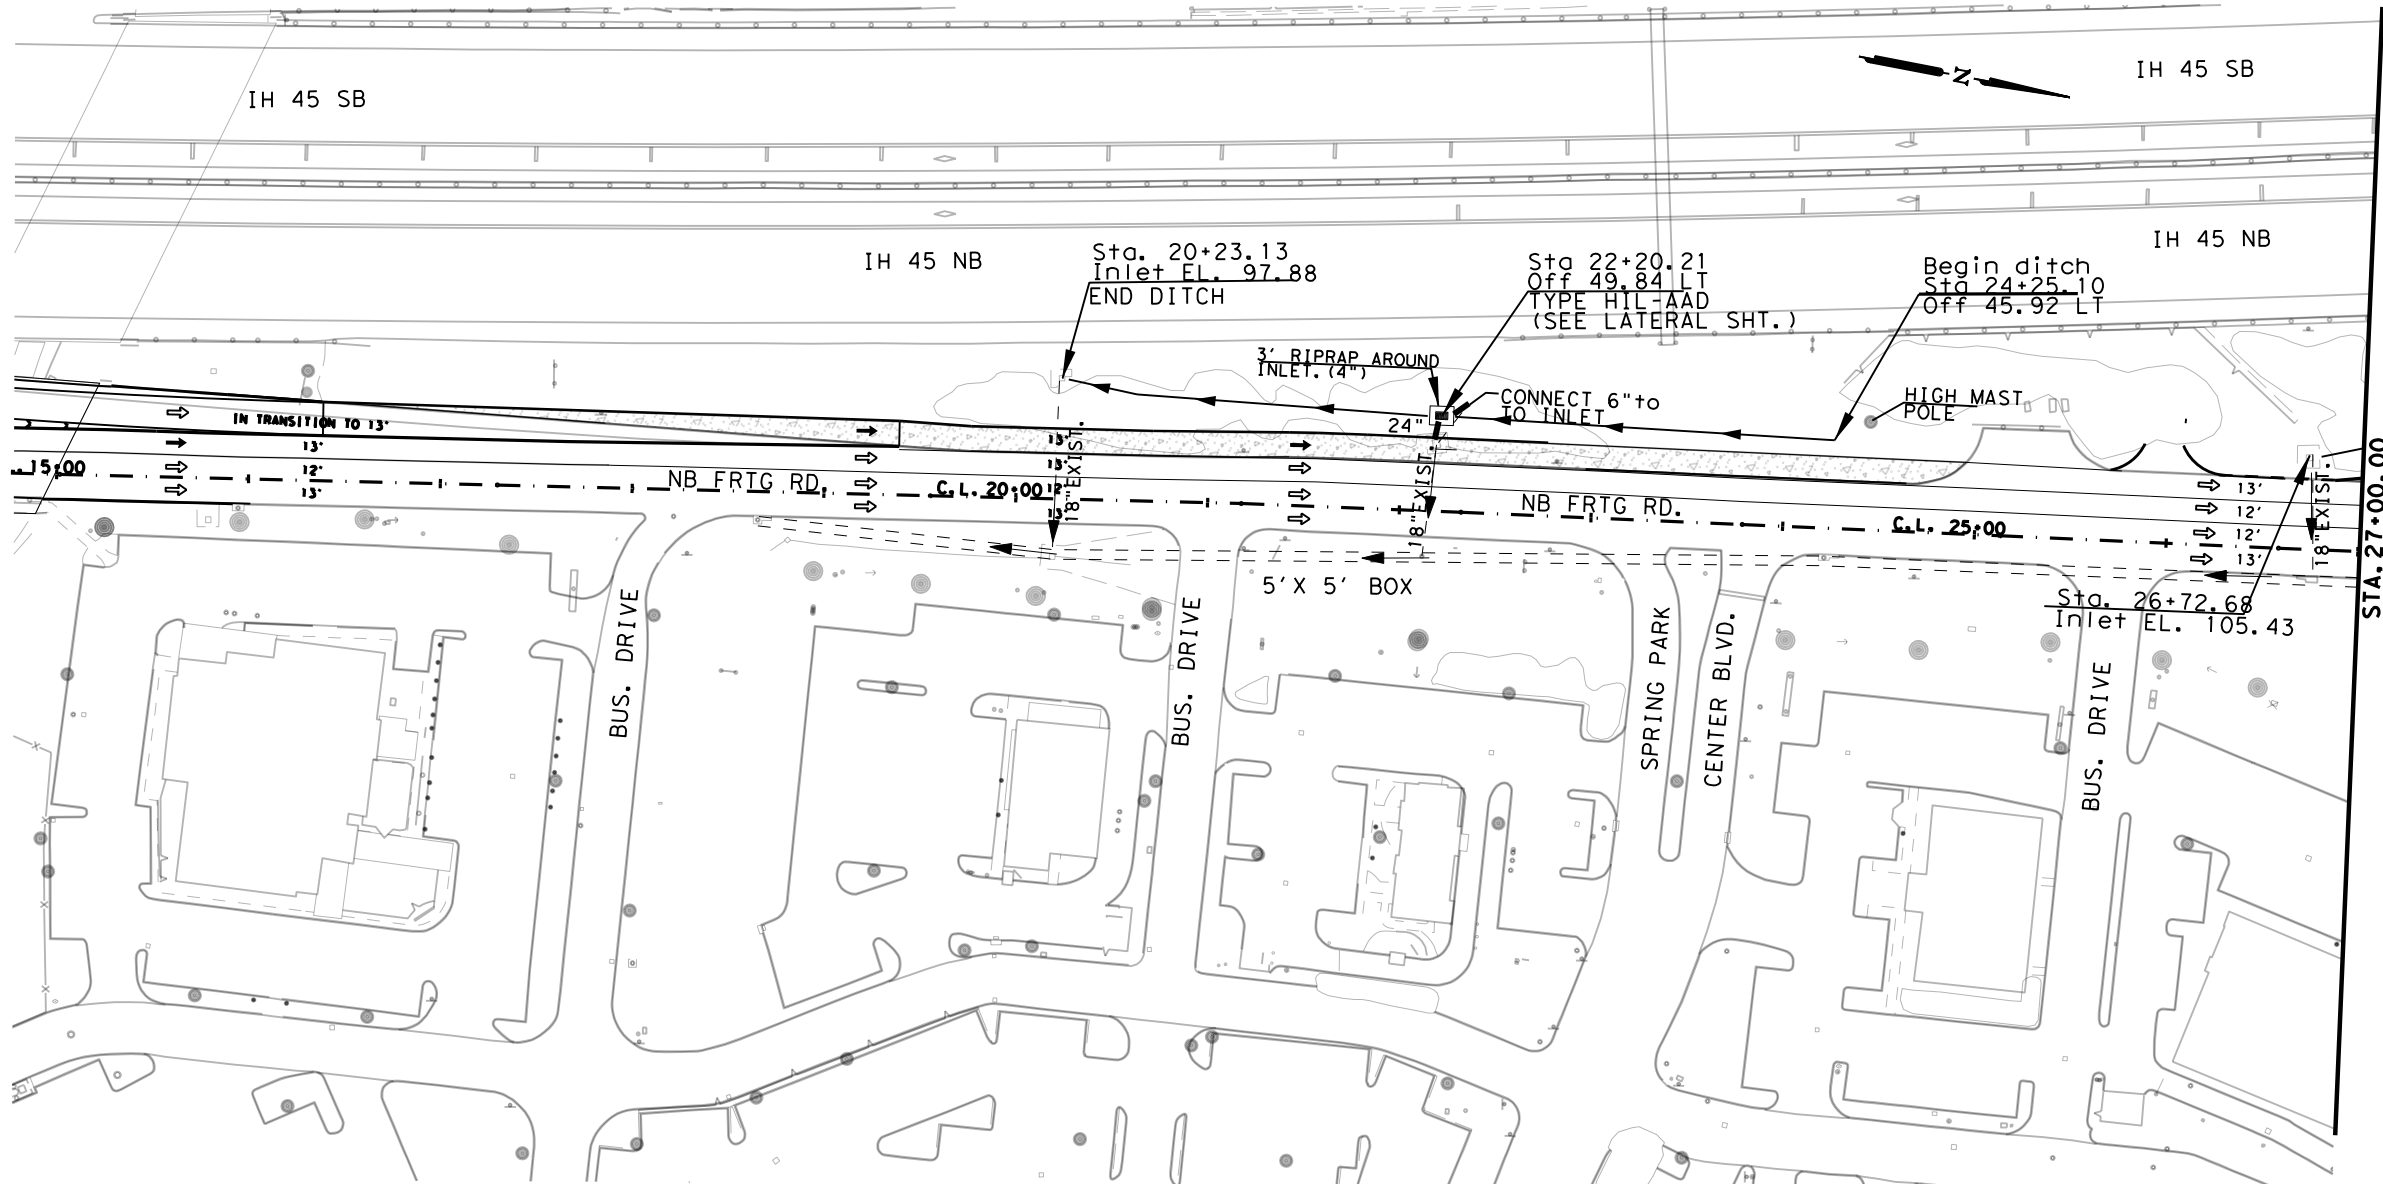 IH 45 SB
IH 45 SB
N
IH 45 NB
IH 45 NB
Sta. 20+23.13
Inlet EL. 97.88
END DITCH
Sta 22+20.21
Off 49.84 LT
TYPE HIL-AAD
(SEE LATERAL SHT.)
Begin ditch
Sta 24+25.10
Off 45.92 LT
3' RIPRAP AROUND
INLET.(4")
CONNECT 6"to
TO INLET
HIGH MAST
POLE
24"
IN TRANSITION TO 13'
13'
12'
13'
15+00
NB FRTG RD.
C.L. 20+00
13'
13'
12'
13'
18"EXIST.
18"EXIST.
NB FRTG RD.
C.L. 25+00
13'
12'
12'
13'
18"EXIST.
STA. 27+00.00
5'X 5' BOX
Sta. 26+72.68
Inlet EL. 105.43
BUS. DRIVE
BUS. DRIVE
SPRING PARK
CENTER BLVD.
BUS. DRIVE